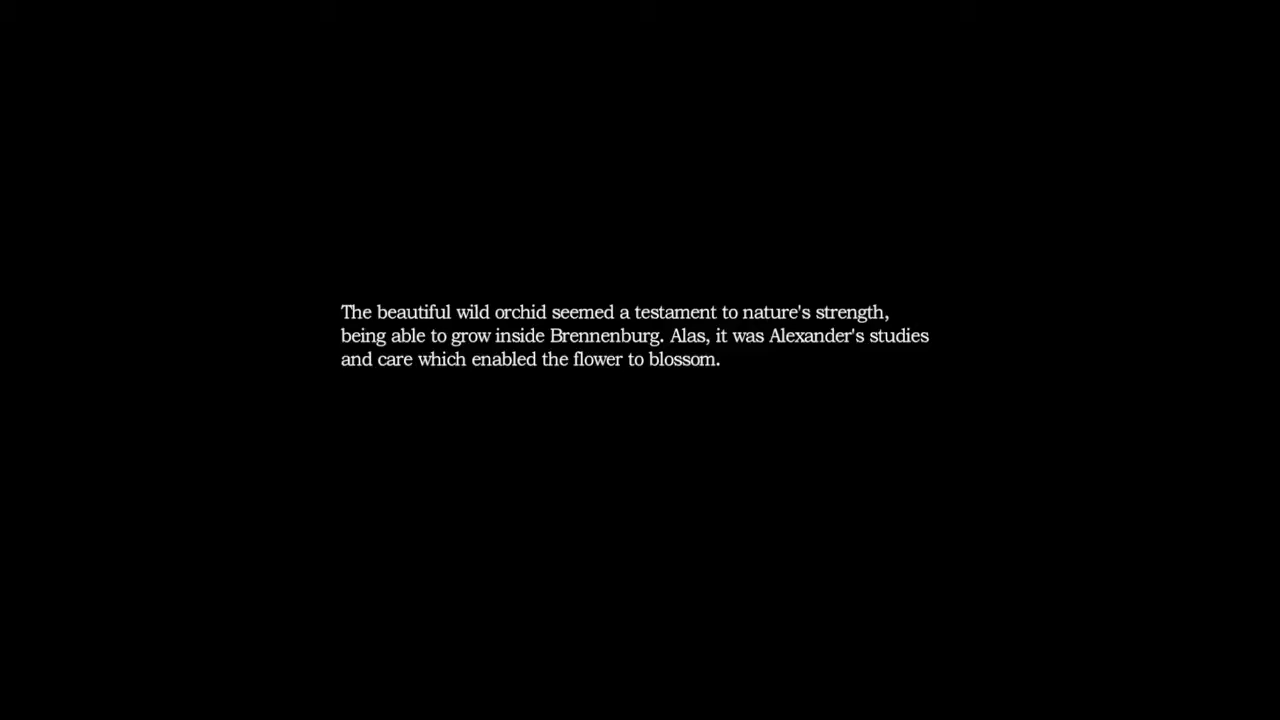 The beautiful wild orchid seemed a testament to nature's strength,
being able to grow inside Brennenburg. Alas, it was Alexander's studies
and care which enabled the flower to blossom.